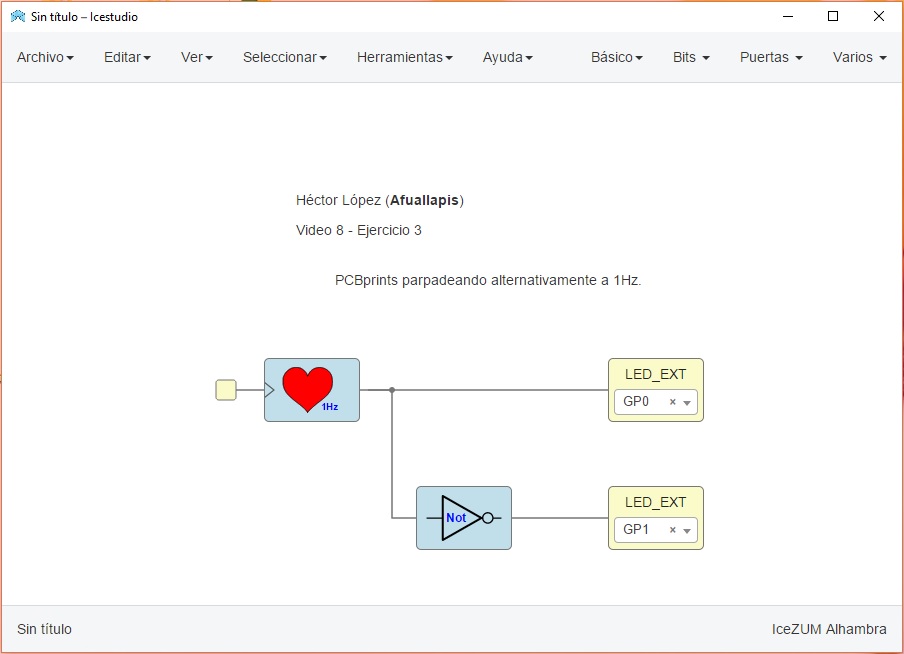 Sin título – Icestudio
Archivo Editar Ver Seleccionar Herramientas Ayuda Básico Bits Puertas Varios
Héctor López (Afuallapis)
Video 8 - Ejercicio 3
PCBprints parpadeando alternativamente a 1Hz.
1Hz
LED_EXT
GP0 ×
Not
LED_EXT
GP1 ×
Sin título IceZUM Alhambra